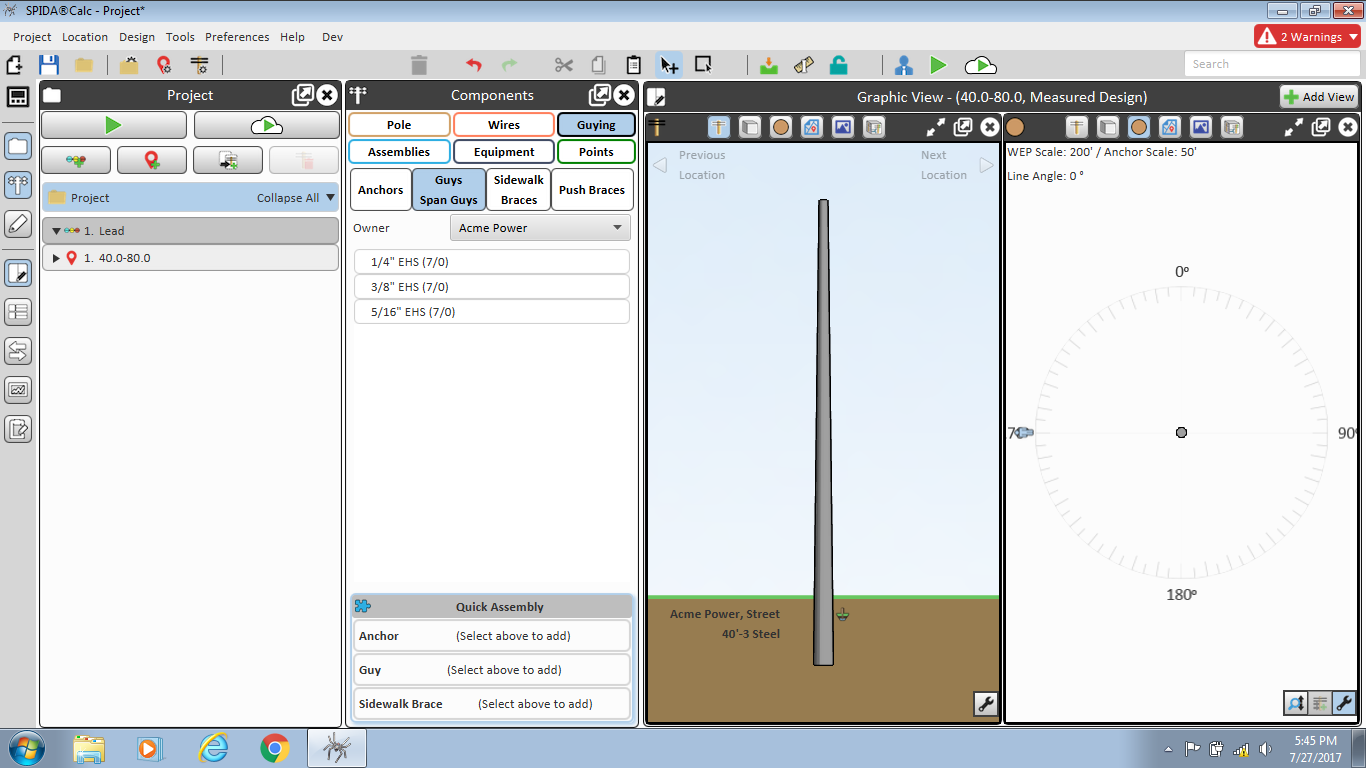 SPIDA®Calc - Project*
Project Location Design Tools Preferences Help Dev
2 Warnings
Search
Project
Project
Collapse All
1. Lead
1. 40.0-80.0
Components
Pole Wires Guying
Assemblies Equipment Points
Anchors
Guys
Span Guys
Sidewalk
Braces
Push Braces
Owner Acme Power
1/4" EHS (7/0)
3/8" EHS (7/0)
5/16" EHS (7/0)
Quick Assembly
Anchor (Select above to add)
Guy (Select above to add)
Sidewalk Brace (Select above to add)
Graphic View - (40.0-80.0, Measured Design)
Add View
Previous
Location
Next
Location
Acme Power, Street
40'-3 Steel
WEP Scale: 200' / Anchor Scale: 50'
Line Angle: 0 °
0º
7
90º
180º
5:45 PM
7/27/2017